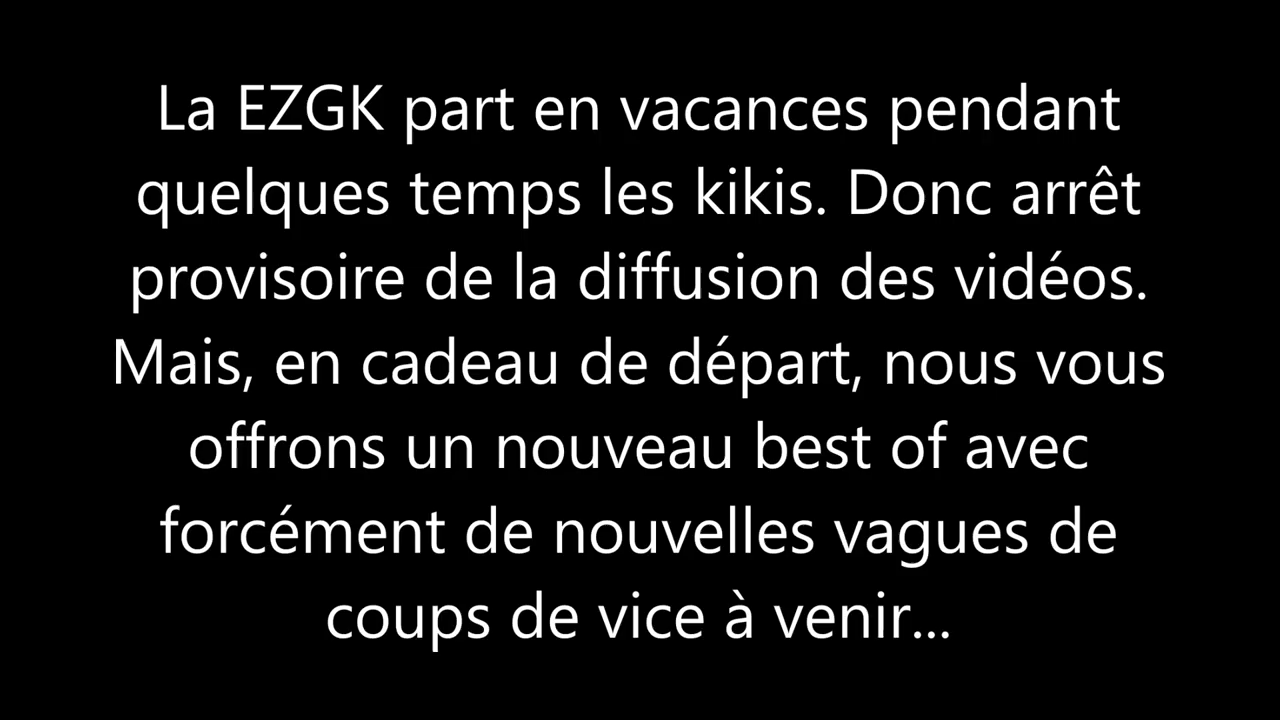 La EZGK part en vacances pendant
quelques temps les kikis. Donc arrêt
provisoire de la diffusion des vidéos.
Mais, en cadeau de départ, nous vous
offrons un nouveau best of avec
forcément de nouvelles vagues de
coups de vice à venir...